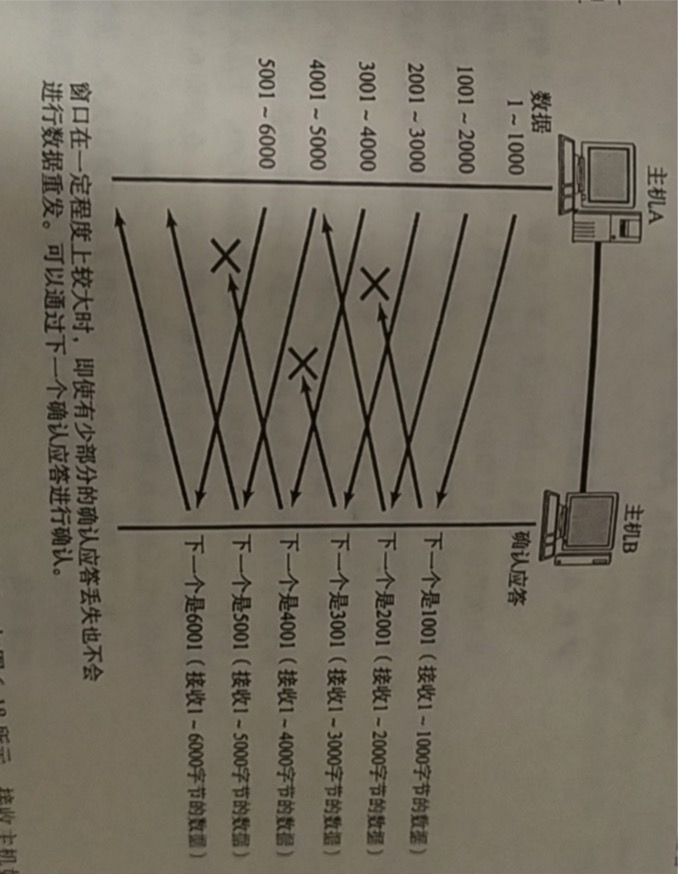 主机A
主机B
数据
确认应答
1~1000
1001~2000
2001~3000
3001~4000
4001~5000
5001~6000
下一个是1001（接收1~1000字节的数据）
下一个是2001（接收1~2000字节的数据）
下一个是3001（接收1~3000字节的数据）
下一个是4001（接收1~4000字节的数据）
下一个是5001（接收1~5000字节的数据）
下一个是6001（接收1~6000字节的数据）
窗口在一定程度上较大时，即使有少部分的确认应答丢失也不会
进行数据重发。可以通过下一个确认应答进行确认。
图6.18所示，接收主机